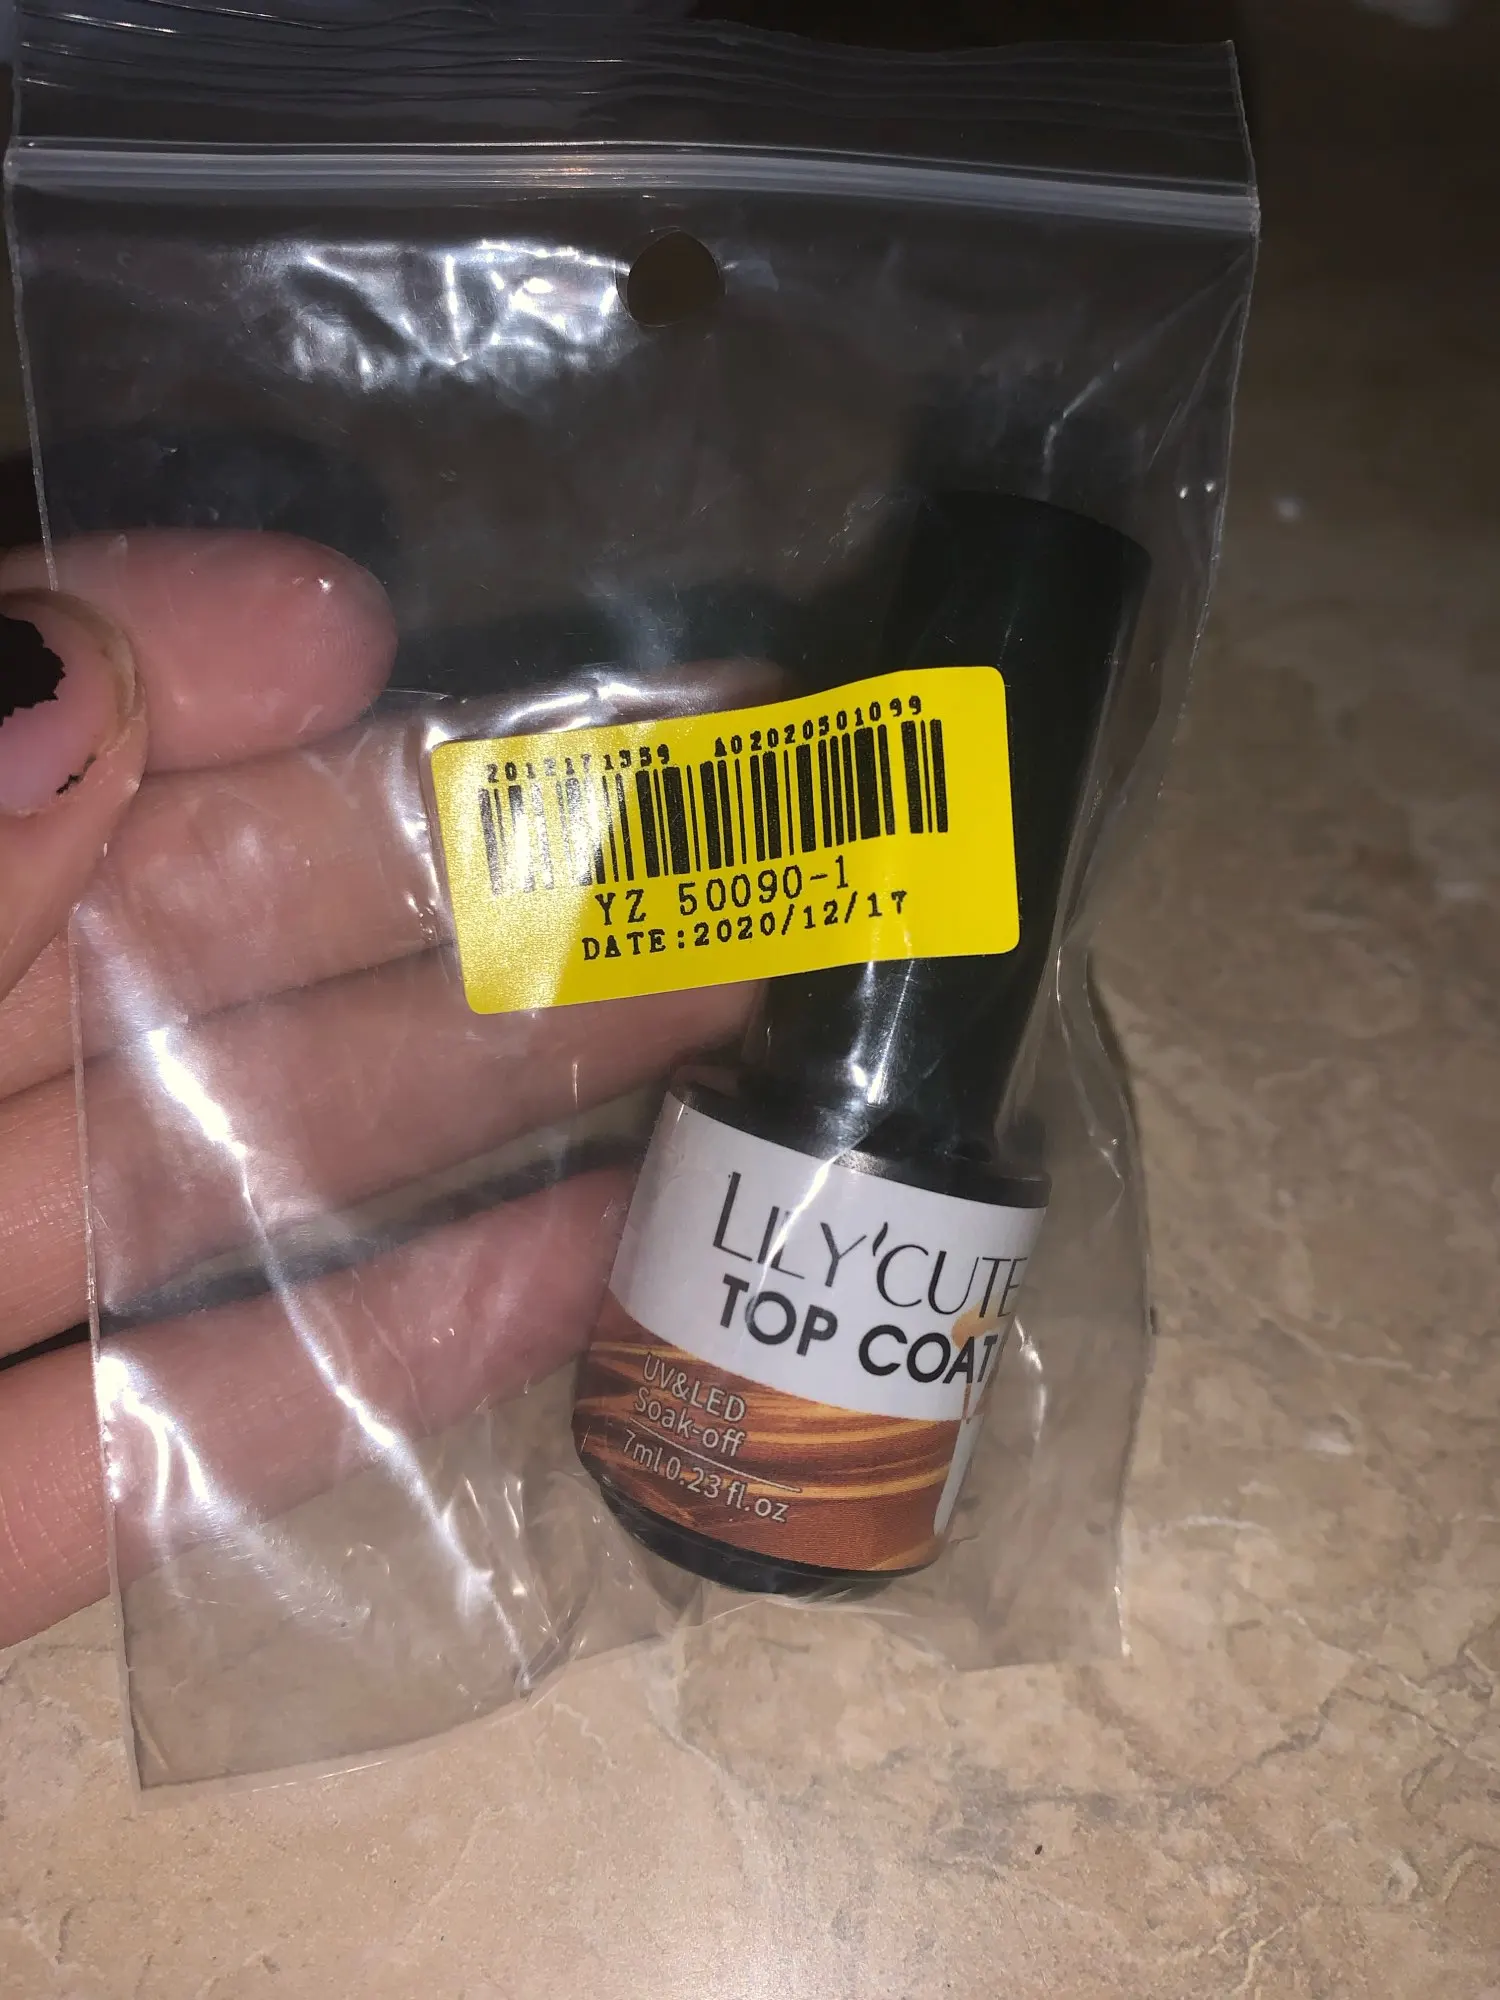 2012171359 A02020501099
YZ 50090-1
DATE:2020/12/17
LILY'CUTE
TOP COAT
UV&LED
Soak-off
7ml 0.23 fl.oz